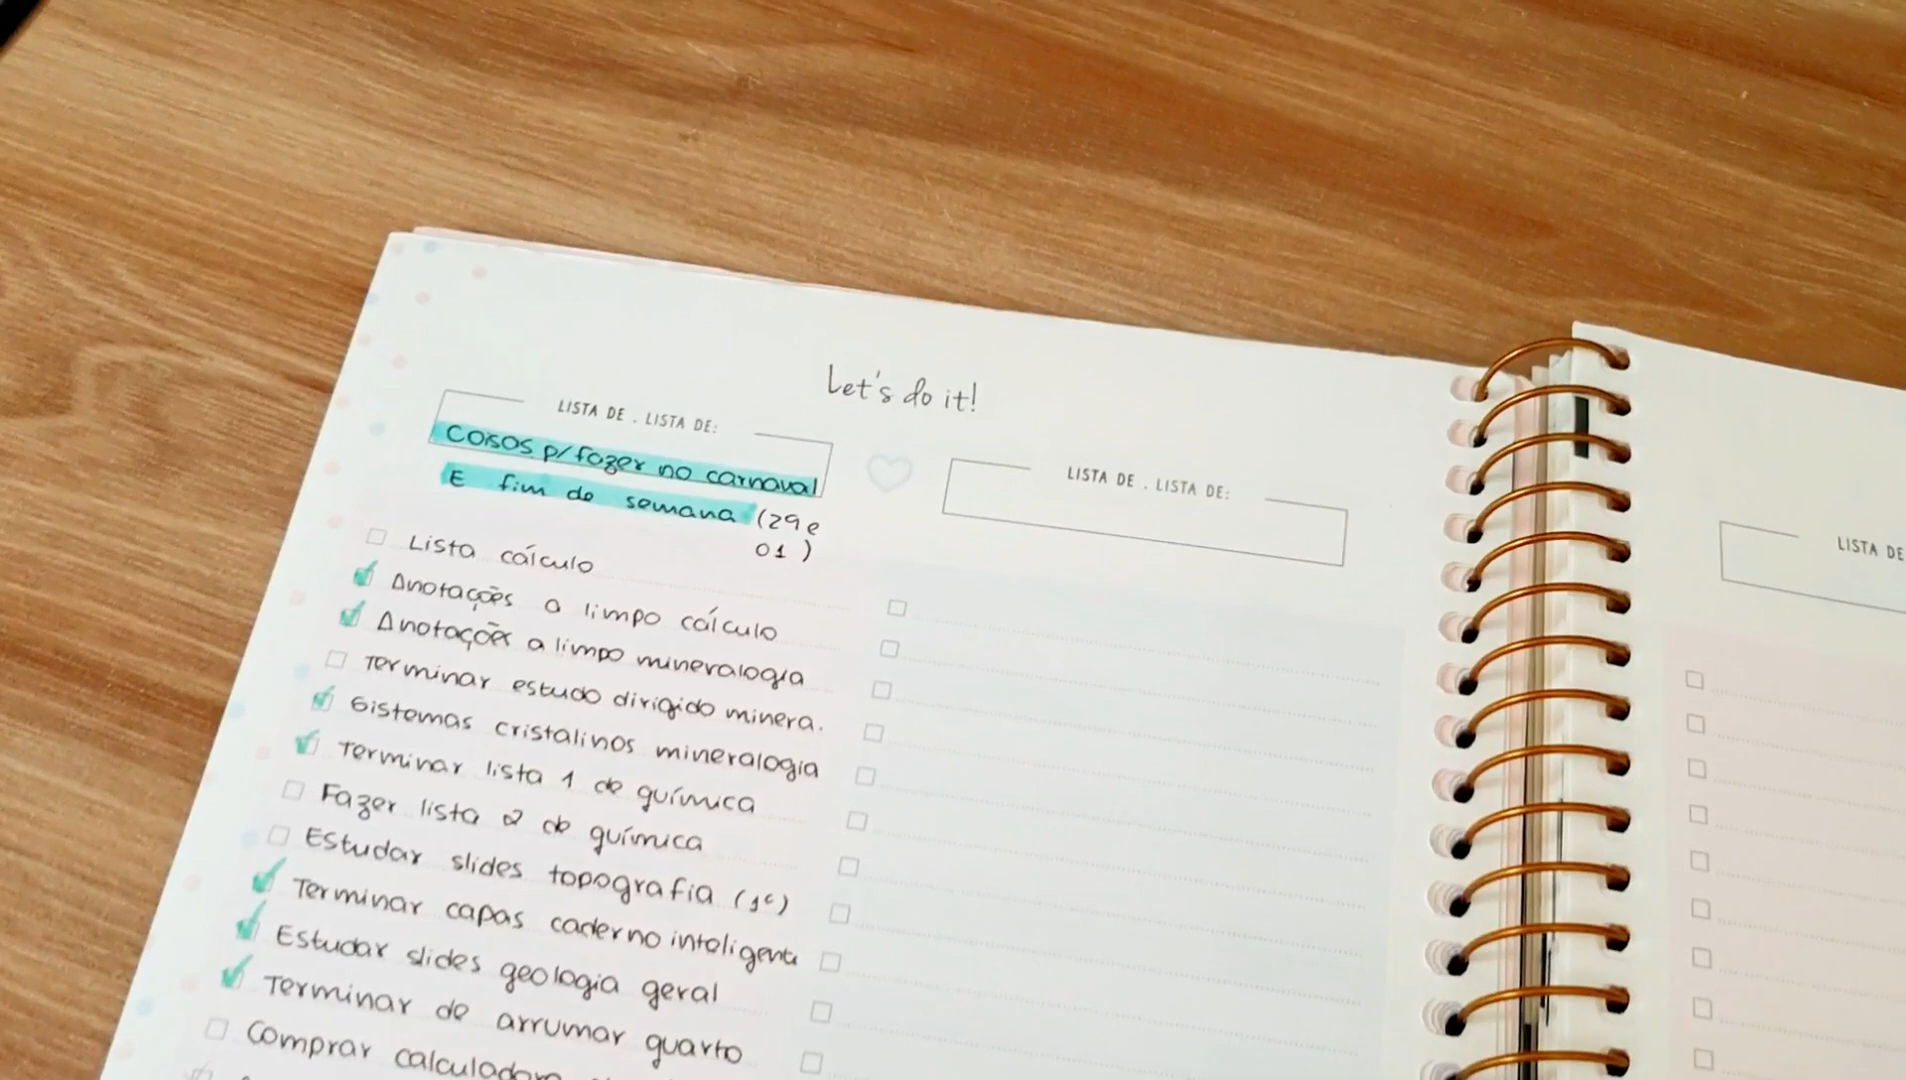 Let's do it!
LISTA DE . LISTA DE:
Coisas p/ fazer no carnaval
E fim de semana (29 e
01)
Lista cálculo
Anotações a limpo cálculo
Anotações a limpo mineralogia
Terminar estudo dirigido minera.
Sistemas cristalinos mineralogia
Terminar lista 1 de química
Fazer lista 2 de química
Estudar slides topografia (1º)
Terminar capas caderno inteligente
Estudar slides geologia geral
Terminar de arrumar quarto
Comprar calculadora
LISTA DE . LISTA DE:
LISTA DE